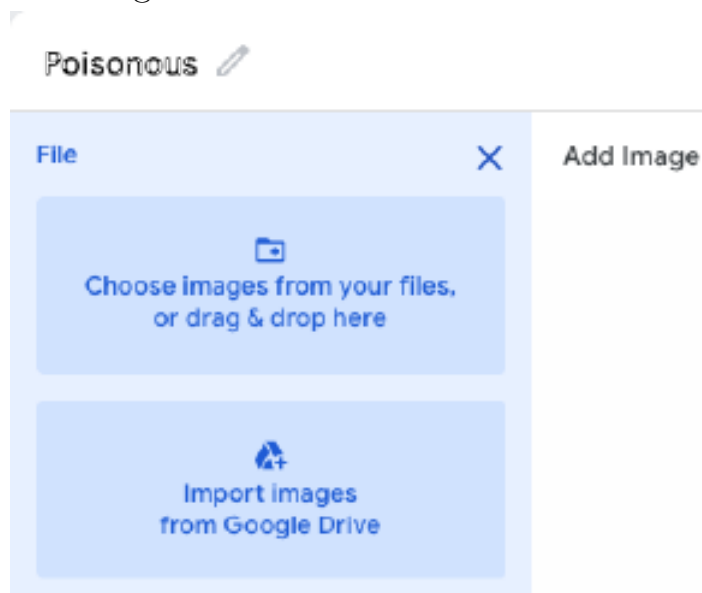 Poisonous
File
Add Image
Choose images from your files,
or drag & drop here
Import images
from Google Drive